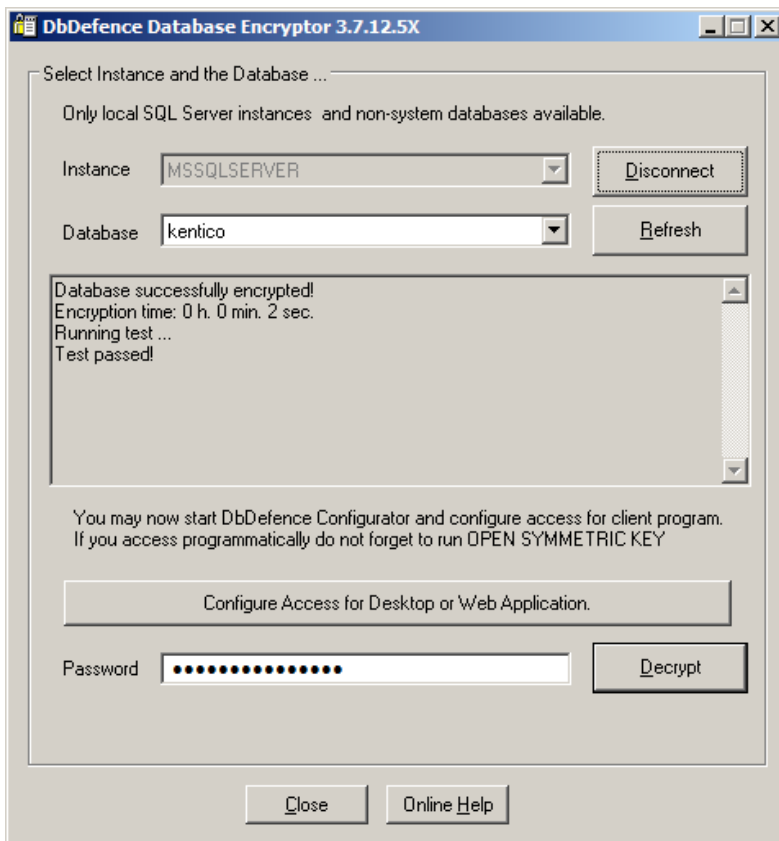 DbDefence Database Encryptor 3.7.12.5X
Select Instance and the Database ...
Only local SQL Server instances and non-system databases available.
Instance MSSQLSERVER Disconnect
Database kentico Refresh
Database successfully encrypted!
Encryption time: 0 h. 0 min. 2 sec.
Running test ...
Test passed!
You may now start DbDefence Configurator and configure access for client program.
If you access programmatically do not forget to run OPEN SYMMETRIC KEY
Configure Access for Desktop or Web Application.
Password ●●●●●●●●●●●●●●● Decrypt
Close Online Help